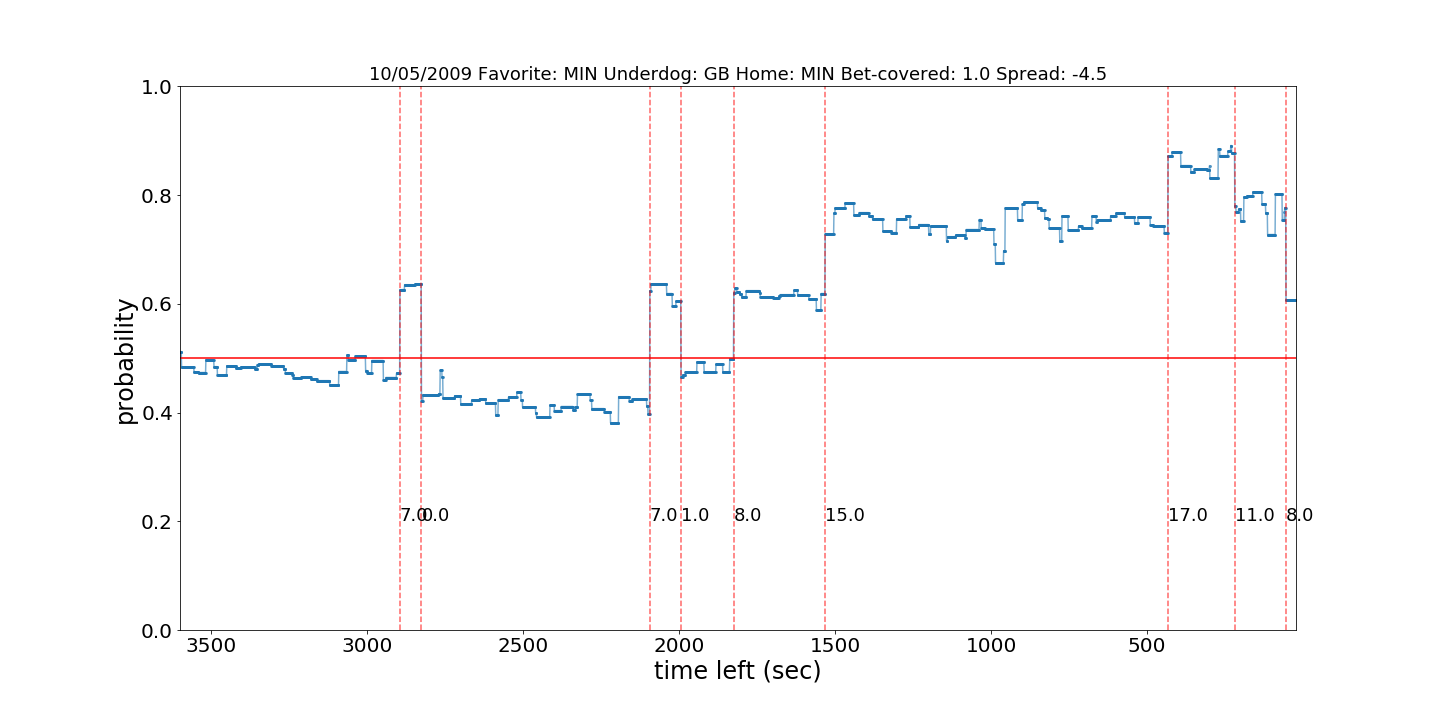 10/05/2009 Favorite: MIN Underdog: GB Home: MIN Bet-covered: 1.0 Spread: -4.5
1.0
0.8
0.6
0.4
0.2
0.0
probability
7.0 0.0 7.0 1.0 8.0 15.0 17.0 11.0 8.0
3500 3000 2500 2000 1500 1000 500
time left (sec)